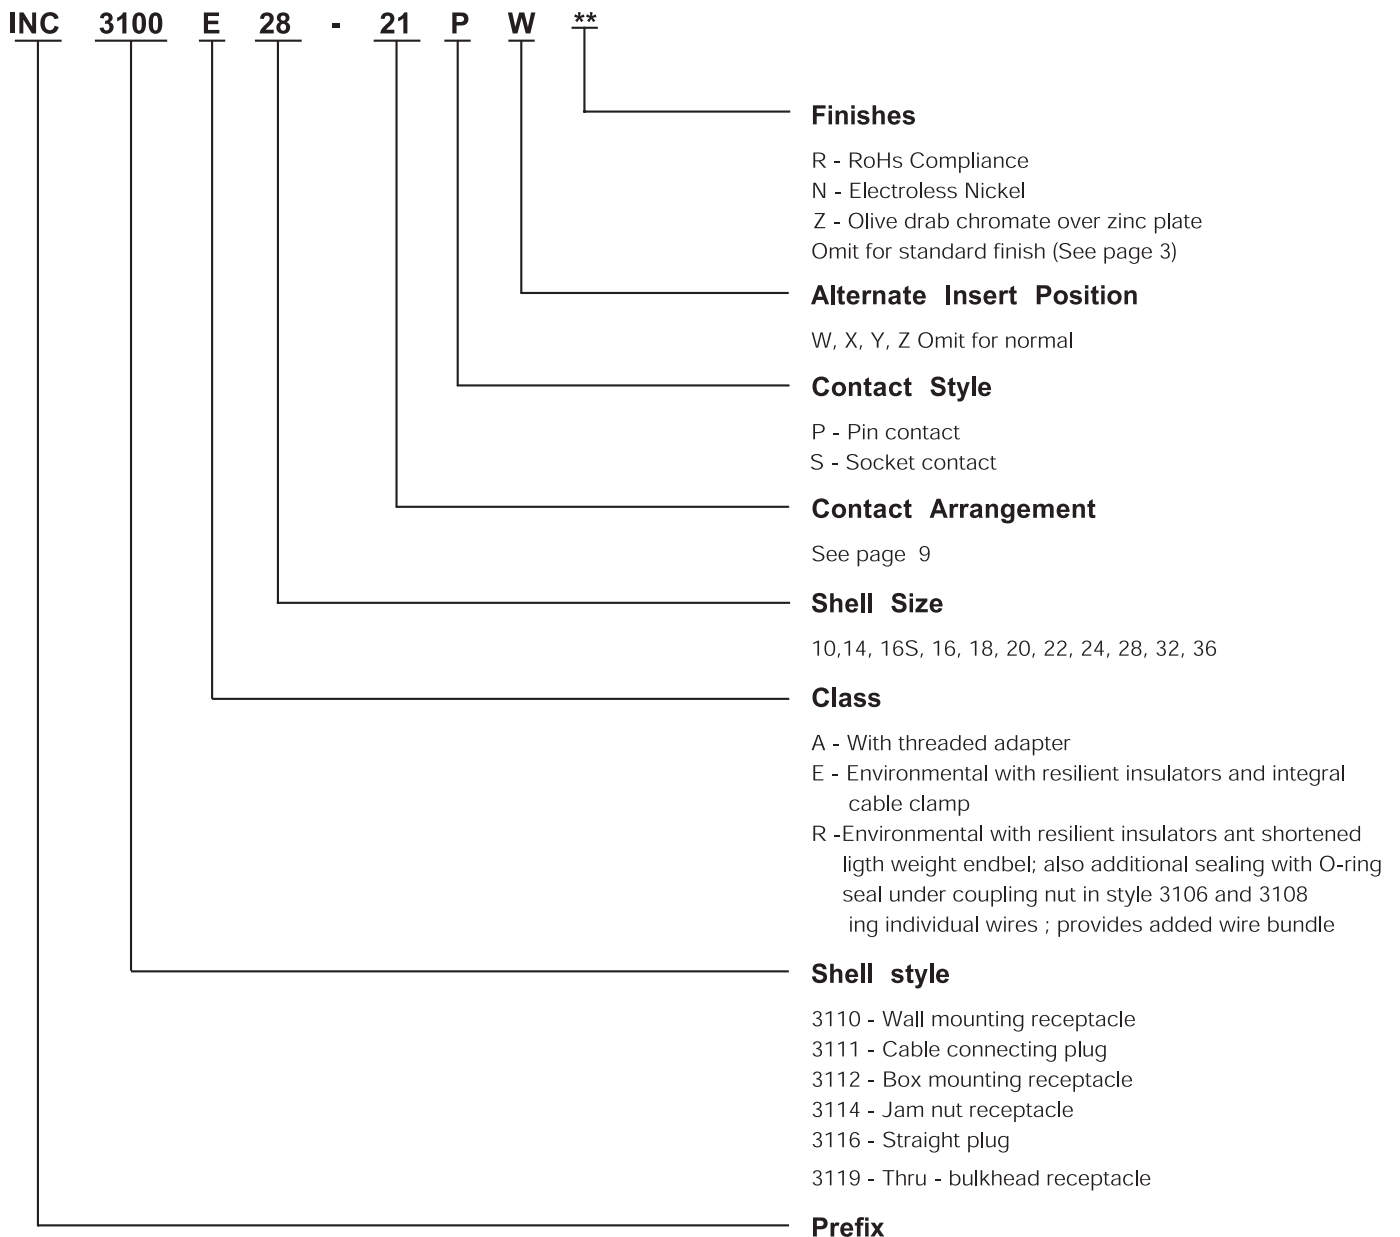 INC 3100 E 28 - 21 P W **
Finishes
R - RoHs Compliance
N - Electroless Nickel
Z - Olive drab chromate over zinc plate
Omit for standard finish (See page 3)
Alternate Insert Position
W, X, Y, Z Omit for normal
Contact Style
P - Pin contact
S - Socket contact
Contact Arrangement
See page 9
Shell Size
10,14, 16S, 16, 18, 20, 22, 24, 28, 32, 36
Class
A - With threaded adapter
E - Environmental with resilient insulators and integral
cable clamp
R -Environmental with resilient insulators ant shortened
ligth weight endbel; also additional sealing with O-ring
seal under coupling nut in style 3106 and 3108
ing individual wires ; provides added wire bundle
Shell style
3110 - Wall mounting receptacle
3111 - Cable connecting plug
3112 - Box mounting receptacle
3114 - Jam nut receptacle
3116 - Straight plug
3119 - Thru - bulkhead receptacle
Prefix